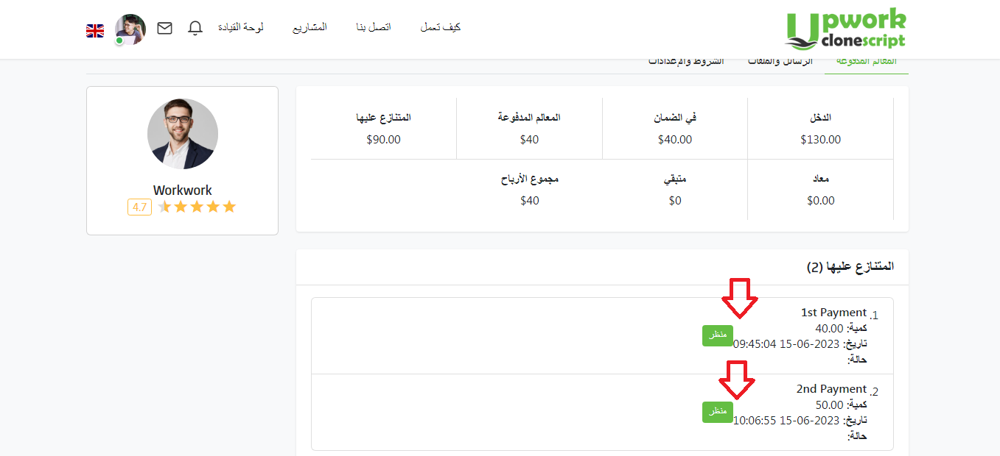 Upwork
clonescript
كيف تعمل
اتصل بنا
المشاريع
لوحة القيادة
المعالم المدفوعة
الرسائل والملفات
الشروط والإعدادات
الدخل
$130.00
في الضمان
$40.00
المعالم المدفوعة
$40
المتنازع عليها
$90.00
معاد
$0.00
متبقي
$0
مجموع الأرباح
$40
Workwork
4.7
المتنازع عليها (2)
1. 1st Payment
كمية: 40.00
تاريخ: 15-06-2023 09:45:04
حالة:
منظر
2. 2nd Payment
كمية: 50.00
تاريخ: 15-06-2023 10:06:55
حالة:
منظر